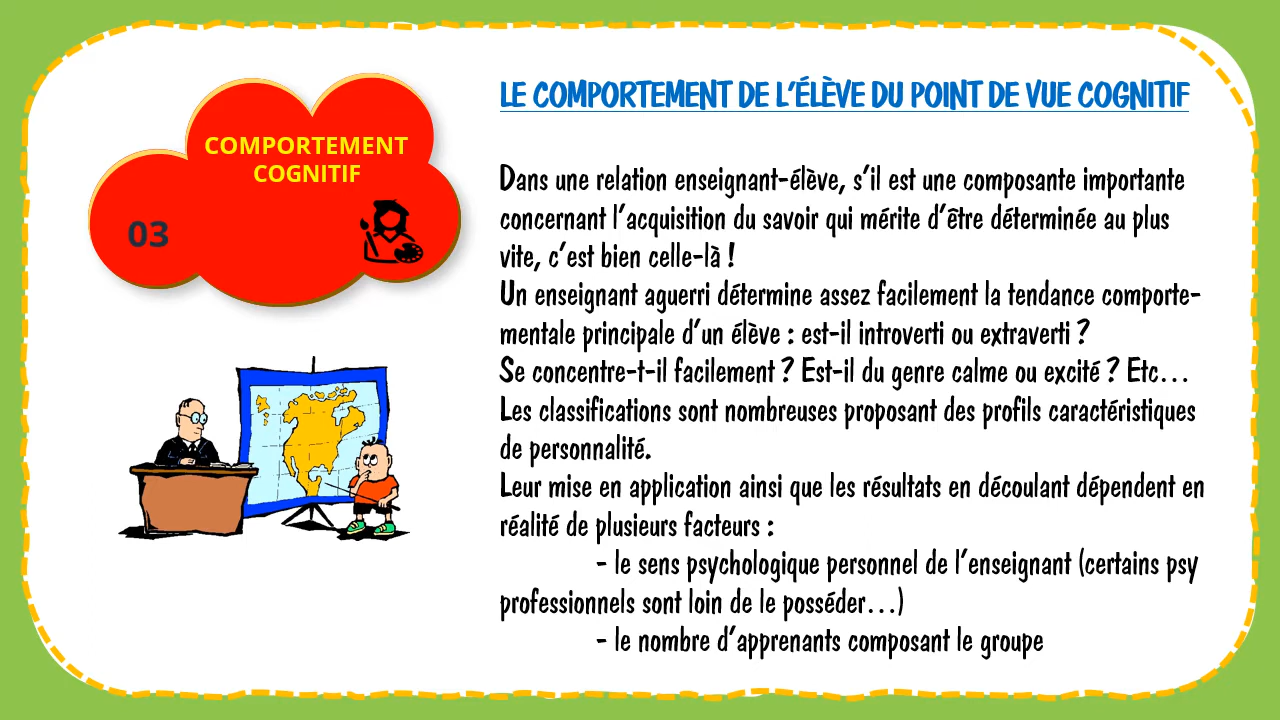 COMPORTEMENT
COGNITIF
03
LE COMPORTEMENT DE L'ÉLÈVE DU POINT DE VUE COGNITIF
Dans une relation enseignant-élève, s'il est une composante importante
concernant l'acquisition du savoir qui mérite d'être déterminée au plus
vite, c'est bien celle-là !
Un enseignant aguerri détermine assez facilement la tendance comporte-
mentale principale d'un élève : est-il introverti ou extraverti ?
Se concentre-t-il facilement ? Est-il du genre calme ou excité ? Etc...
Les classifications sont nombreuses proposant des profils caractéristiques
de personnalité.
Leur mise en application ainsi que les résultats en découlant dépendent en
réalité de plusieurs facteurs :
- le sens psychologique personnel de l'enseignant (certains psy
professionnels sont loin de le posséder...)
- le nombre d'apprenants composant le groupe